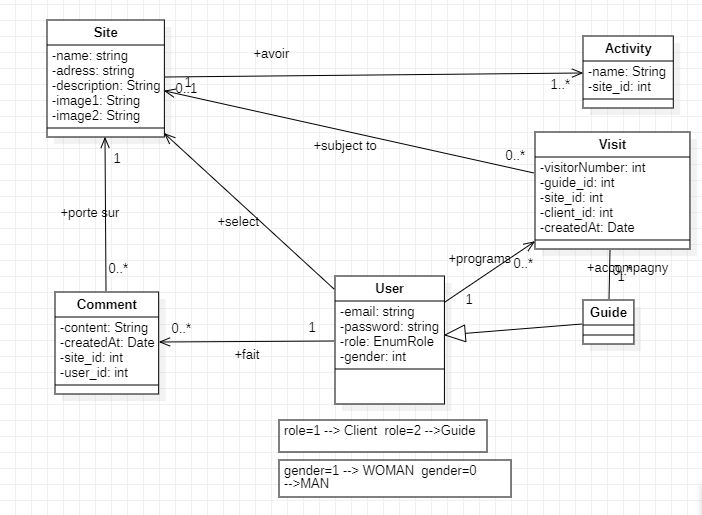 Site
-name: string
-adress: string
-description: String
-image1: String
-image2: String
+avoir
1
0..1
1..*
Activity
-name: String
-site_id: int
+subject to
0..*
Visit
-visitorNumber: int
-guide_id: int
-site_id: int
-client_id: int
-createdAt: Date
1
+porte sur
0..*
+select
+programs
0..*
1
+accompagny
Guide
Comment
-content: String
-createdAt: Date
-site_id: int
-user_id: int
0..*
1
+fait
User
-email: string
-password: string
-role: EnumRole
-gender: int
role=1 --> Client  role=2 -->Guide
gender=1 --> WOMAN  gender=0
-->MAN